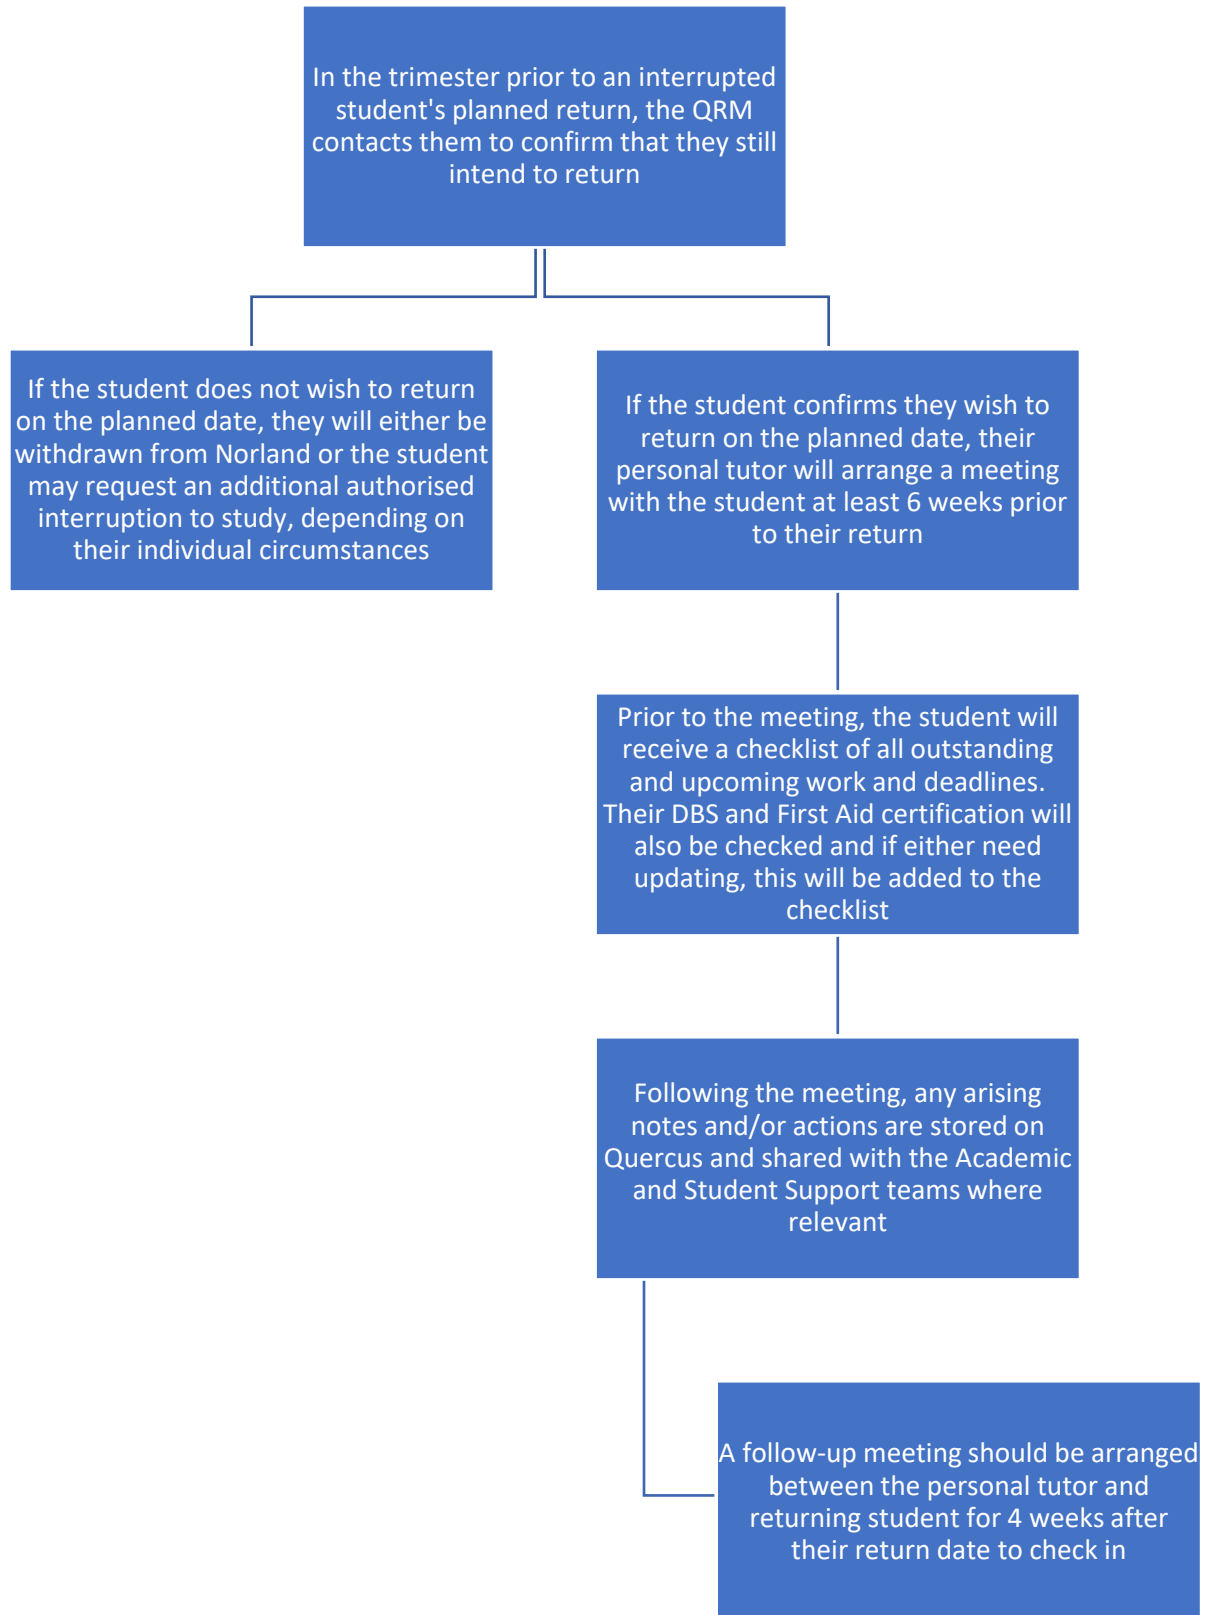 In the trimester prior to an interrupted
student's planned return, the QRM
contacts them to confirm that they still
intend to return
If the student does not wish to return
on the planned date, they will either be
withdrawn from Norland or the student
may request an additional authorised
interruption to study, depending on
their individual circumstances
If the student confirms they wish to
return on the planned date, their
personal tutor will arrange a meeting
with the student at least 6 weeks prior
to their return
Prior to the meeting, the student will
receive a checklist of all outstanding
and upcoming work and deadlines.
Their DBS and First Aid certification will
also be checked and if either need
updating, this will be added to the
checklist
Following the meeting, any arising
notes and/or actions are stored on
Quercus and shared with the Academic
and Student Support teams where
relevant
A follow-up meeting should be arranged
between the personal tutor and
returning student for 4 weeks after
their return date to check in